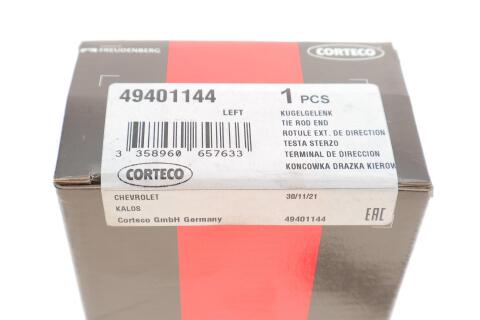 FREUDENBERG
CORTECO
49401144
LEFT
1 PCS
KUGELGELENK
TIE ROD END
ROTULE EXT. DE DIRECTION
TESTA STERZO
TERMINAL DE DIRECCION
KONCOWKA DRAZKA KIEROW
3 358960 657633
CORTECO
CHEVROLET
KALOS
Corteco GmbH Germany
30/11/21
49401144
EAC